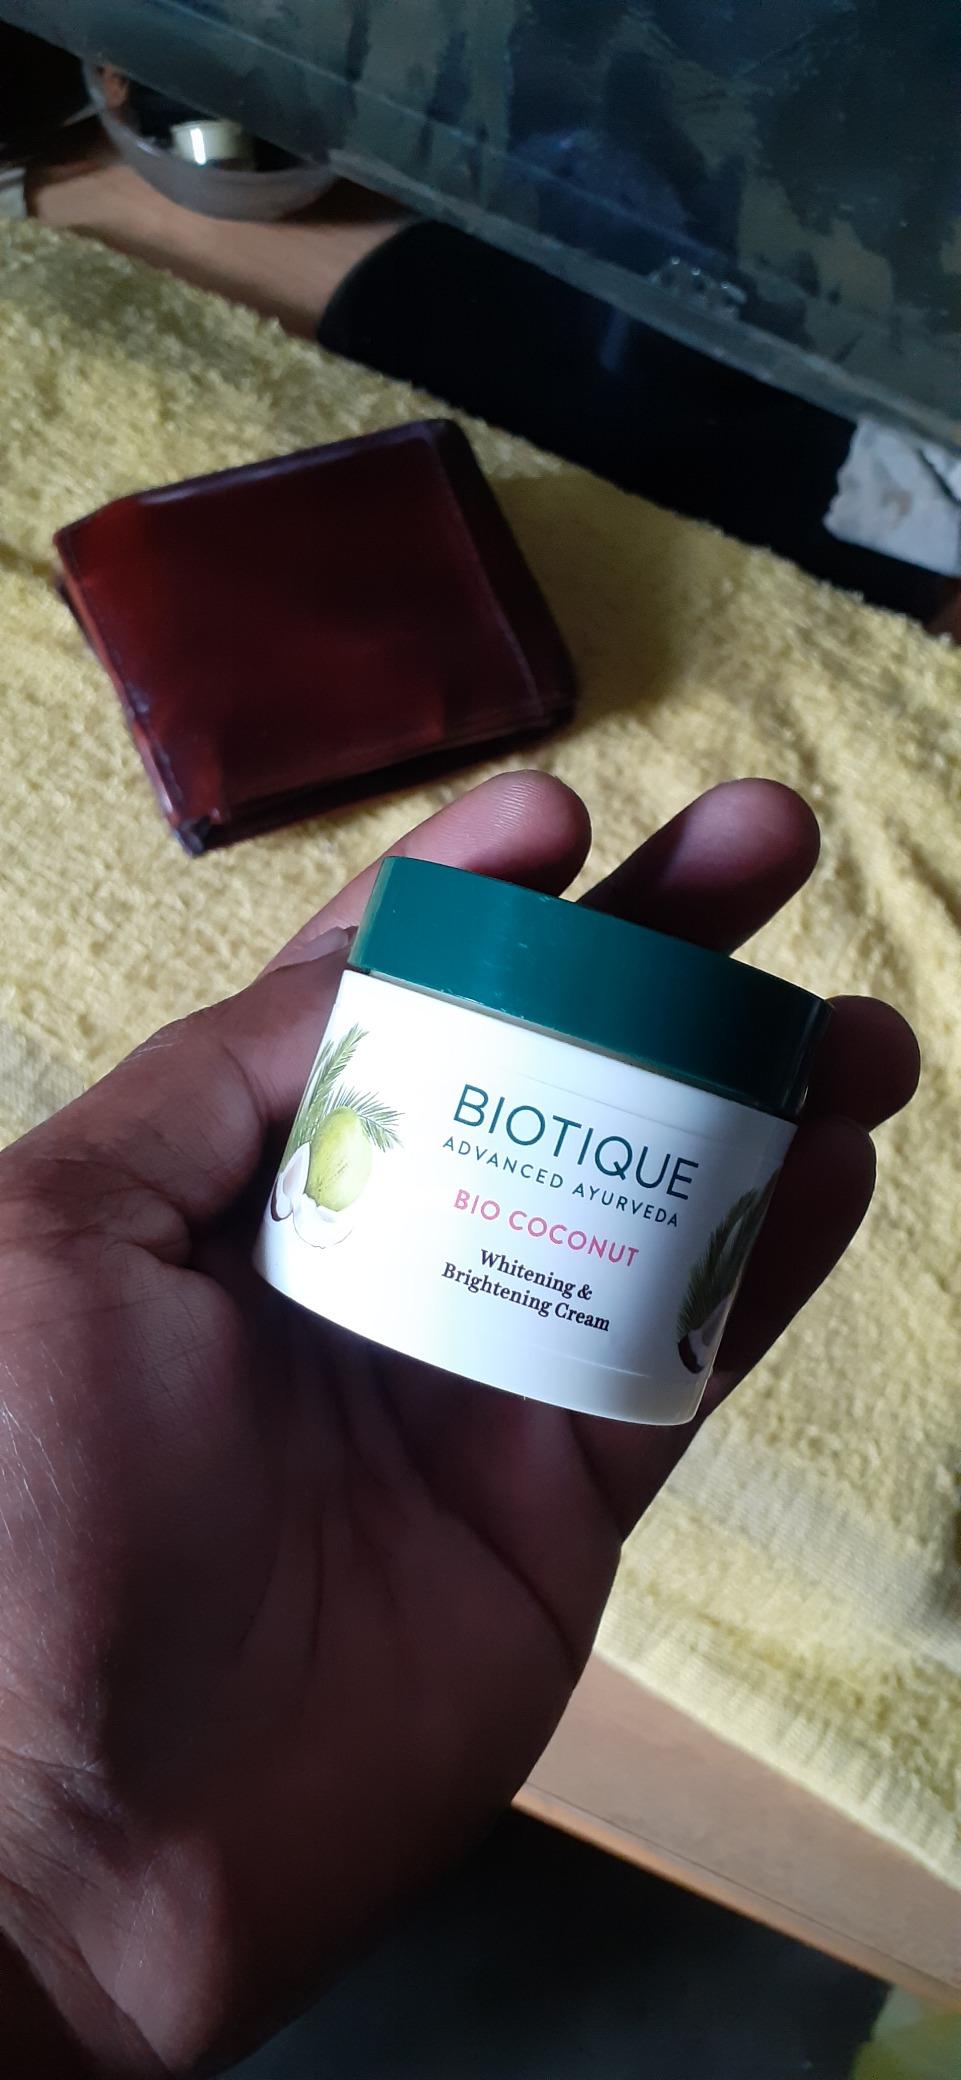 BIOTIQUE
ADVANCED AYURVEDA
BIO COCONUT
Whitening &
Brightening Cream